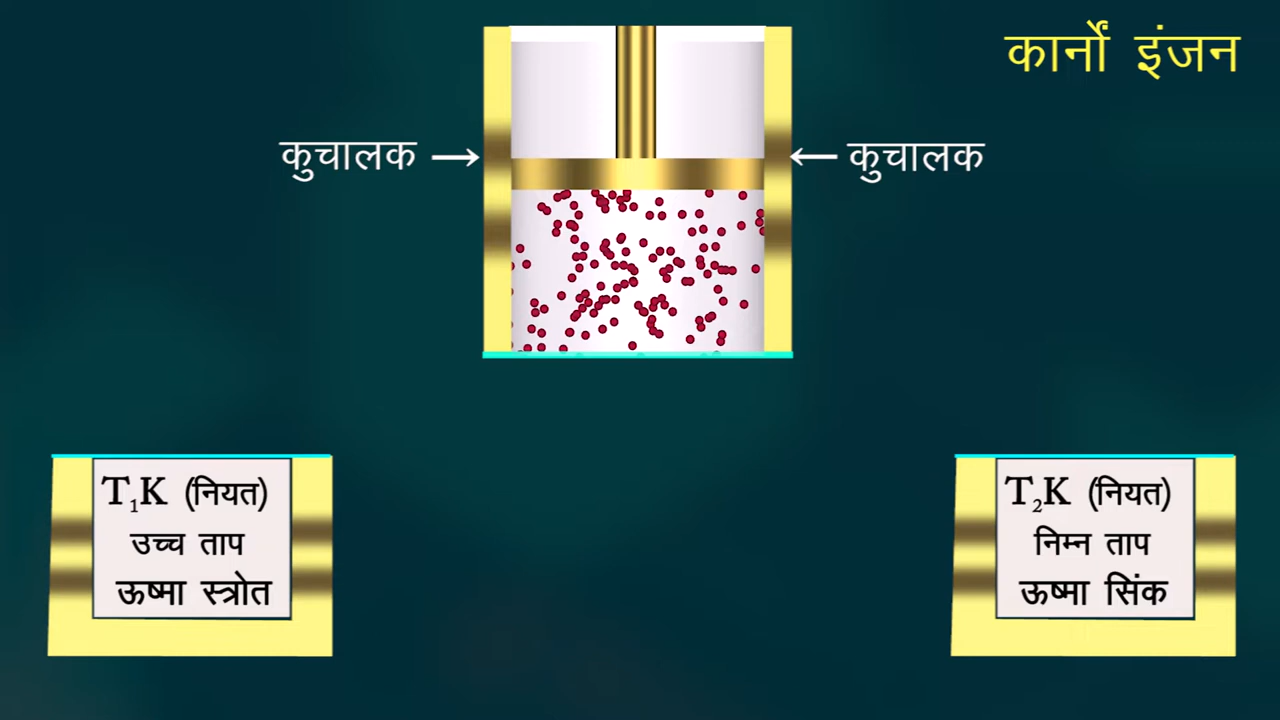 कार्नों इंजन
कुचालक → ← कुचालक
T₁K (नियत)
उच्च ताप
ऊष्मा स्त्रोत
T₂K (नियत)
निम्न ताप
ऊष्मा सिंक